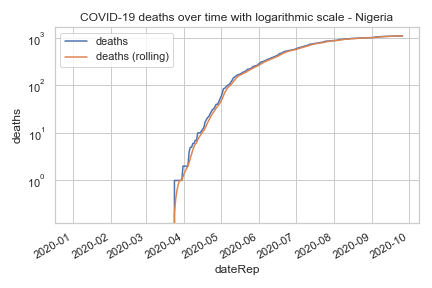 COVID-19 deaths over time with logarithmic scale - Nigeria
deaths
deaths (rolling)
10³
10²
10¹
10⁰
deaths
2020-01
2020-02
2020-03
2020-04
2020-05
2020-06
2020-07
2020-08
2020-09
2020-10
dateRep